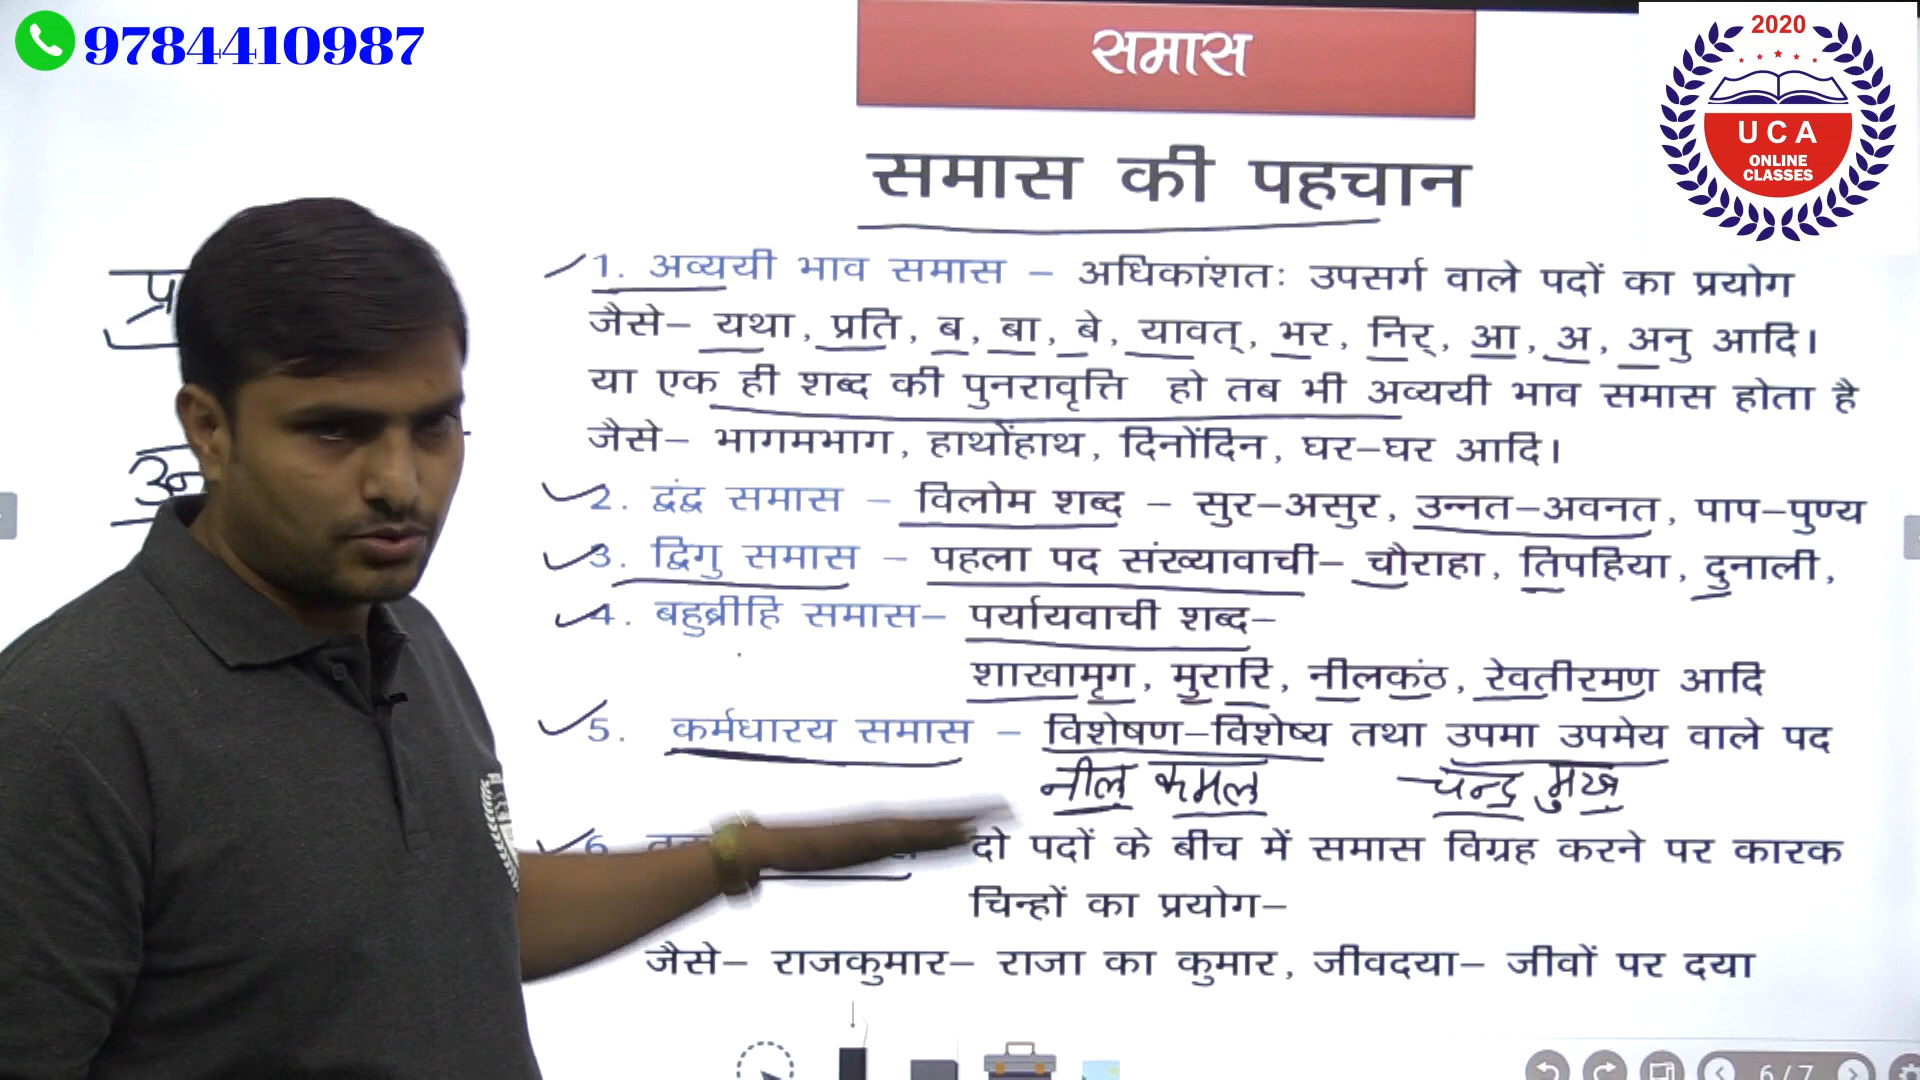 9784410987
समास
2020
UCA
ONLINE
CLASSES
समास की पहचान
1. अव्ययी भाव समास – अधिकांशतः उपसर्ग वाले पदों का प्रयोग
जैसे– यथा, प्रति, ब, बा, बे, यावत्, भर, निर्, आ, अ, अनु आदि।
या एक ही शब्द की पुनरावृत्ति हो तब भी अव्ययी भाव समास होता है
जैसे– भागमभाग, हाथोंहाथ, दिनोंदिन, घर–घर आदि।
2. द्वंद्व समास – विलोम शब्द – सुर–असुर, उन्नत–अवनत, पाप–पुण्य
3. द्विगु समास – पहला पद संख्यावाची– चौराहा, तिपहिया, दुनाली,
4. बहुब्रीहि समास– पर्यायवाची शब्द–
शाखामृग, मुरारि, नीलकंठ, रेवतीरमण आदि
5. कर्मधारय समास – विशेषण–विशेष्य तथा उपमा उपमेय वाले पद
नील कमल चन्द्र मुख
6. दो पदों के बीच में समास विग्रह करने पर कारक
चिन्हों का प्रयोग–
जैसे– राजकुमार– राजा का कुमार, जीवदया– जीवों पर दया
6/7